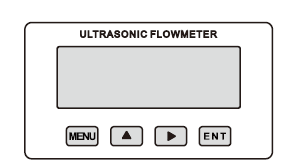 ULTRASONIC FLOWMETER
MENU ▲ ▶ ENT